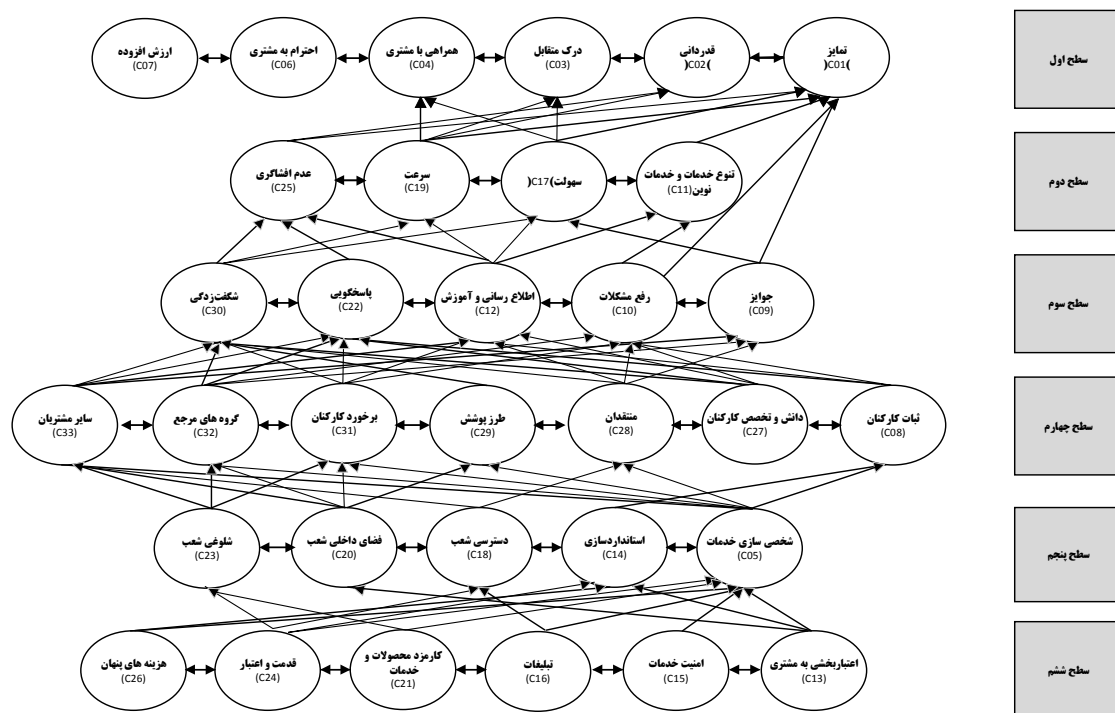 تمایز
)C01(
قدردانی
)C02(
درک متقابل
(C03)
همراهی با مشتری
(C04)
احترام به مشتری
(C06)
ارزش افزوده
(C07)
سطح اول
تنوع خدمات و خدمات
نوین(C11)
سهولت)C17(
سرعت
(C19)
عدم افشاگری
(C25)
سطح دوم
جوایز
(C09)
رفع مشکلات
(C10)
اطلاع رسانی و آموزش
(C12)
پاسخگویی
(C22)
شگفت‌زدگی
(C30)
سطح سوم
ثبات کارکنان
(C08)
دانش و تخصص کارکنان
(C27)
منتقدان
(C28)
طرز پوشش
(C29)
برخورد کارکنان
(C31)
گروه های مرجع
(C32)
سایر مشتریان
(C33)
سطح چهارم
شخصی سازی خدمات
(C05)
استانداردسازی
(C14)
دسترسی شعب
(C18)
فضای داخلی شعب
(C20)
شلوغی شعب
(C23)
سطح پنجم
اعتباربخشی به مشتری
(C13)
امنیت خدمات
(C15)
تبلیغات
(C16)
کارمزد محصولات و
خدمات
(C21)
قدمت و اعتبار
(C24)
هزینه های پنهان
(C26)
سطح ششم